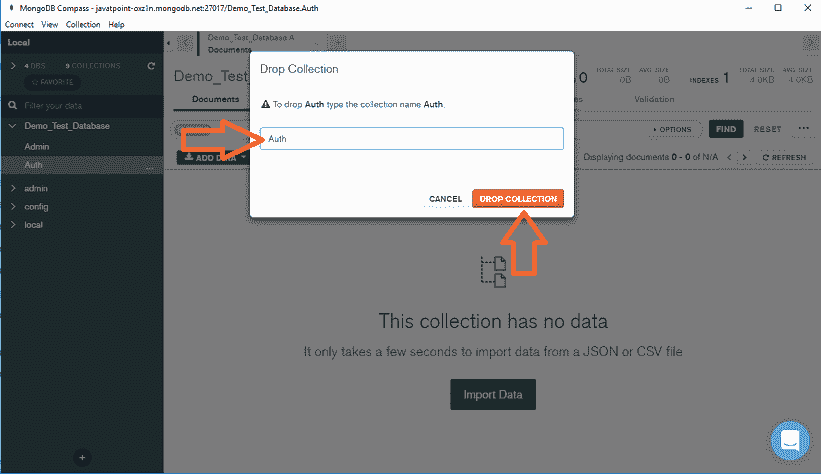 MongoDB Compass - javatpoint-oxz1n.mongodb.net:27017/Demo_Test_Database.Auth
Connect View Collection Help
Local
4 DBS 9 COLLECTIONS
☆ FAVORITE
Filter your data
Demo_Test_Database
Admin
Auth
...
admin
config
local
Demo_Test_Database.A
Documents
Demo_Tes
0
TOTAL SIZE AVG. SIZE
0B 0B
INDEXES 1
TOTAL SIZE AVG. SIZE
4.0KB 4.0KB
Documents
es
Validation
OPTIONS
FIND
RESET
...
ADD DATA
Displaying documents 0 - 0 of N/A
REFRESH
Drop Collection
To drop Auth type the collection name Auth.
Auth
CANCEL
DROP COLLECTION
This collection has no data
It only takes a few seconds to import data from a JSON or CSV file
Import Data